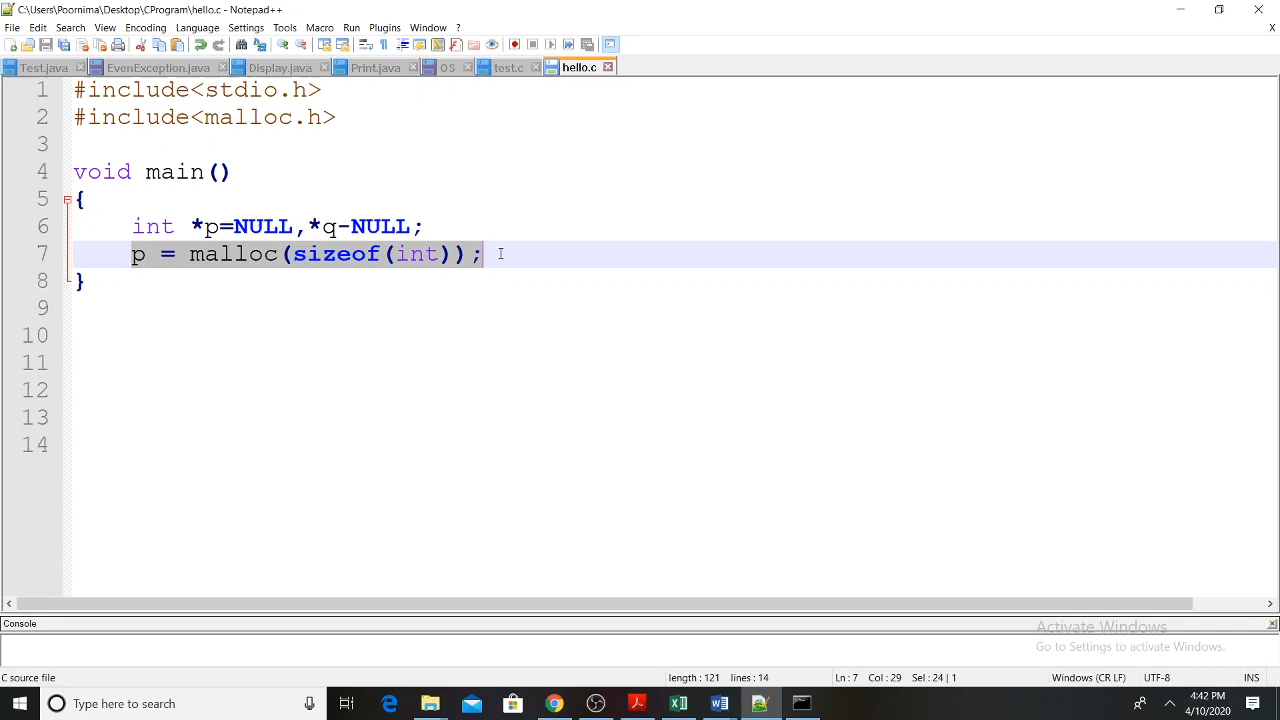 C:\Users\Poornima\Desktop\CProgram\hello.c - Notepad++
File Edit Search View Encoding Language Settings Tools Macro Run Plugins Window ?
X
Test.java EvenException.java Display.java Print.java OS test.c hello.c
1 #include<stdio.h>
2 #include<malloc.h>
3
4 void main()
5 {
6 int *p=NULL,*q-NULL;
7 p = malloc(sizeof(int));
8 }
9
10
11
12
13
14
Console
Activate Windows
Go to Settings to activate Windows.
C source file length : 121 lines : 14 Ln : 7 Col : 29 Sel : 24 | 1 Windows (CR LF) UTF-8 INS
Type here to search
4:42 PM
4/10/2020